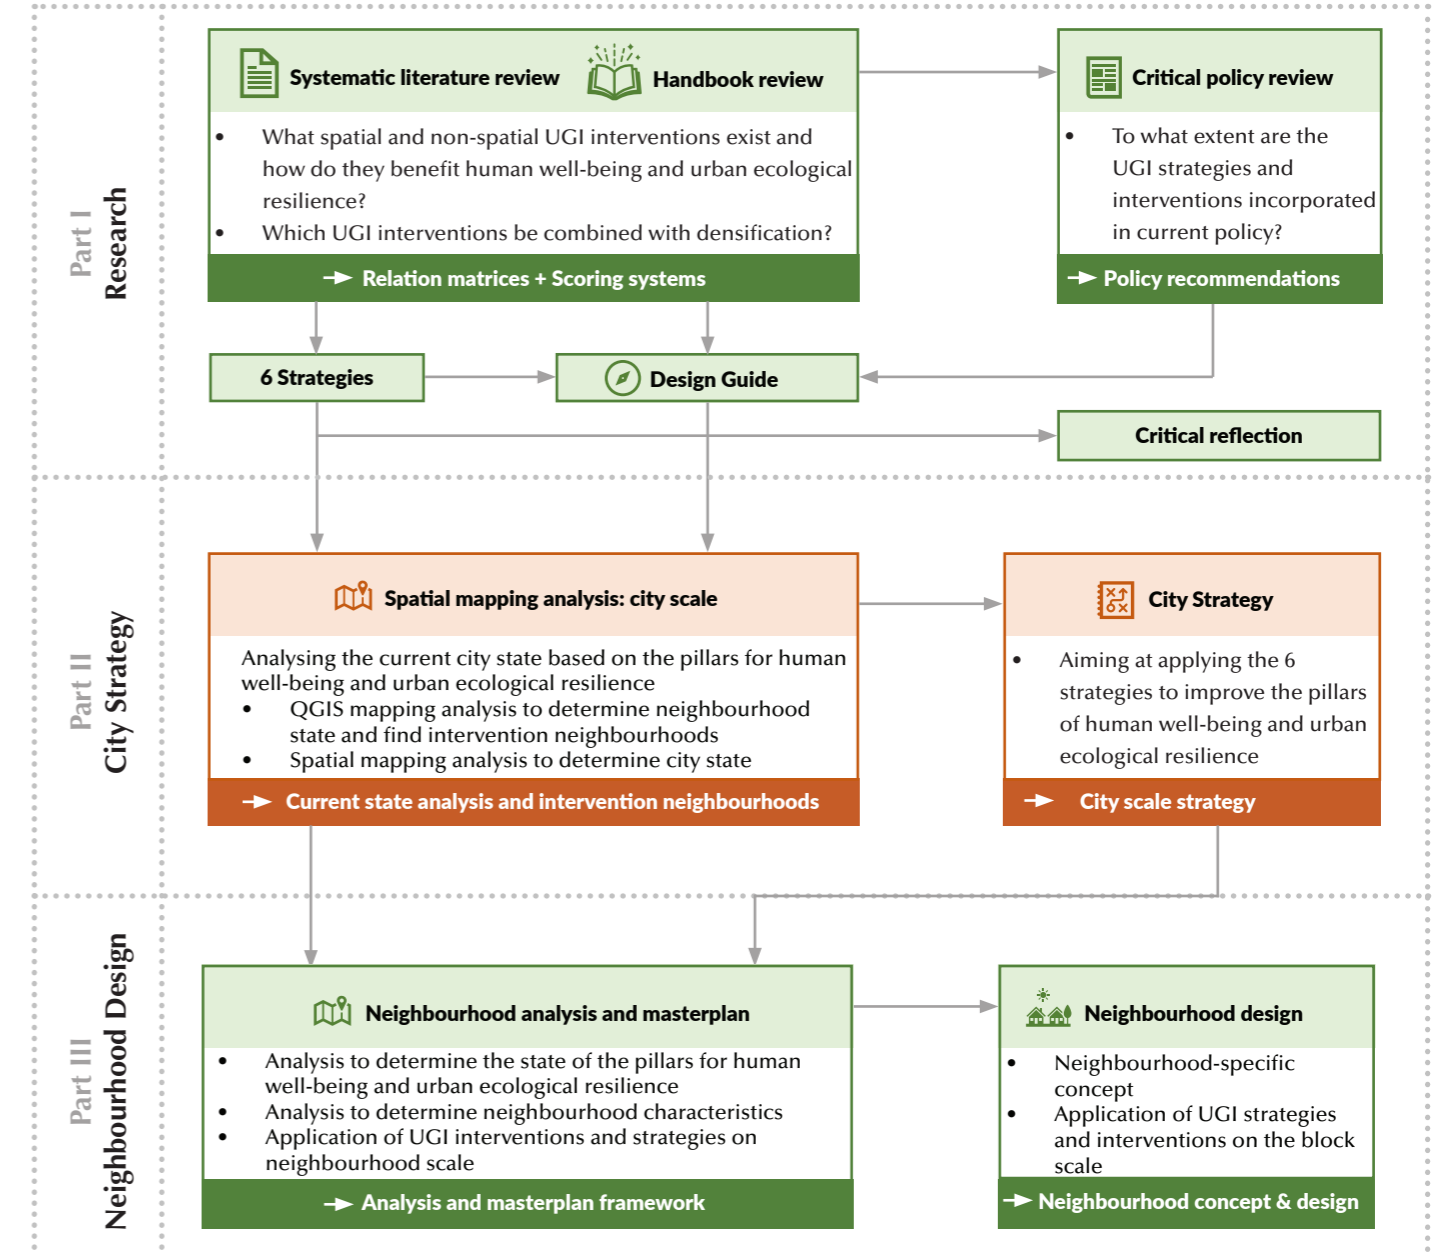 Part I
Research
Systematic literature review
Handbook review
What spatial and non-spatial UGI interventions exist and
how do they benefit human well-being and urban ecological
resilience?
Which UGI interventions be combined with densification?
Relation matrices + Scoring systems
Critical policy review
To what extent are the
UGI strategies and
interventions incorporated
in current policy?
Policy recommendations
6 Strategies
Design Guide
Critical reflection
Part II
City Strategy
Spatial mapping analysis: city scale
Analysing the current city state based on the pillars for human
well-being and urban ecological resilience
QGIS mapping analysis to determine neighbourhood
state and find intervention neighbourhoods
Spatial mapping analysis to determine city state
Current state analysis and intervention neighbourhoods
City Strategy
Aiming at applying the 6
strategies to improve the pillars
of human well-being and urban
ecological resilience
City scale strategy
Part III
Neighbourhood Design
Neighbourhood analysis and masterplan
Analysis to determine the state of the pillars for human
well-being and urban ecological resilience
Analysis to determine neighbourhood characteristics
Application of UGI interventions and strategies on
neighbourhood scale
Analysis and masterplan framework
Neighbourhood design
Neighbourhood-specific
concept
Application of UGI strategies
and interventions on the block
scale
Neighbourhood concept & design